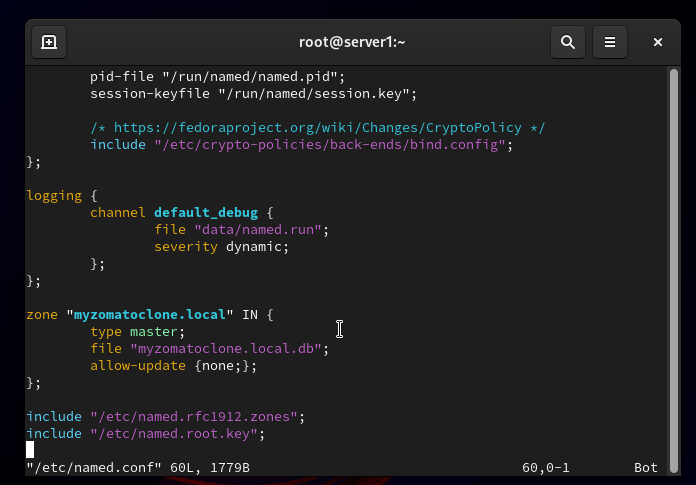 root@server1:~
pid-file "/run/named/named.pid";
session-keyfile "/run/named/session.key";
/* https://fedoraproject.org/wiki/Changes/CryptoPolicy */
include "/etc/crypto-policies/back-ends/bind.config";
};
logging {
channel default_debug {
file "data/named.run";
severity dynamic;
};
};
zone "myzomatoclone.local" IN {
type master;
file "myzomatoclone.local.db";
allow-update {none;};
};
include "/etc/named.rfc1912.zones";
include "/etc/named.root.key";
"/etc/named.conf" 60L, 1779B 60,0-1 Bot